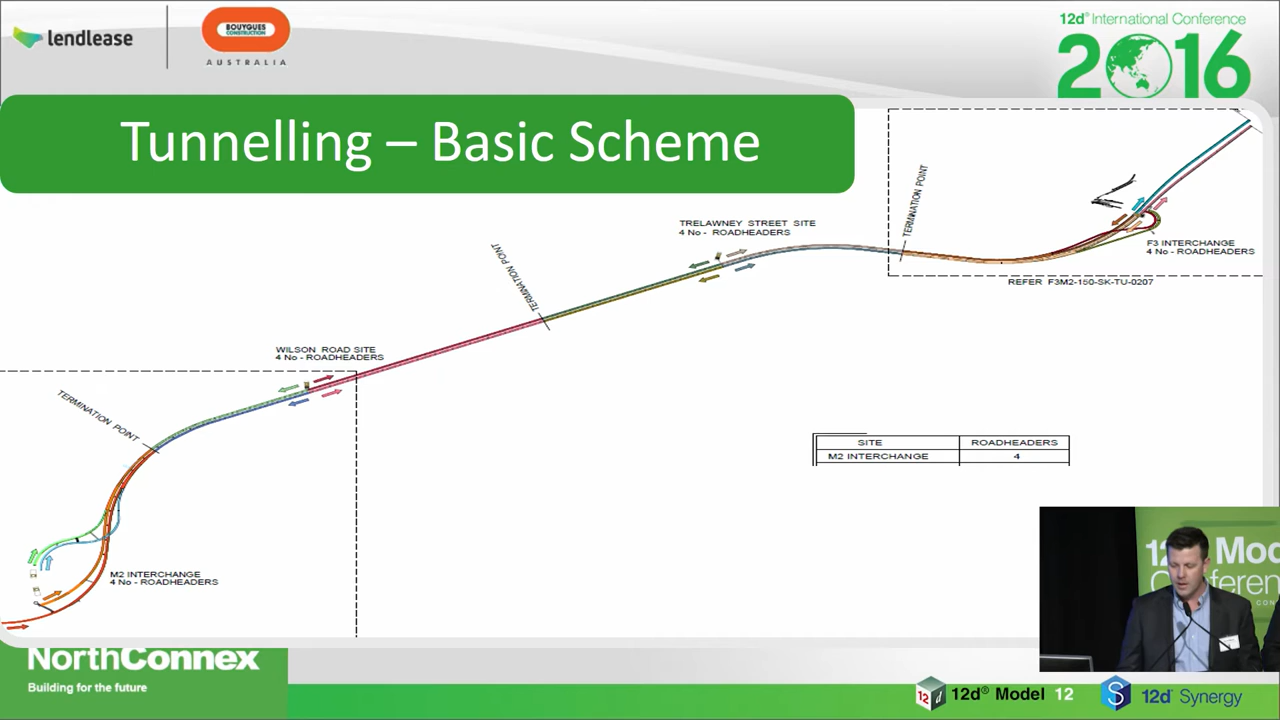 lendlease
BOUYGUES
CONSTRUCTION
AUSTRALIA
12d® International Conference
2016
Tunnelling – Basic Scheme
TERMINATION POINT
TRELAWNEY STREET SITE
4 No - ROADHEADERS
F3 INTERCHANGE
4 No - ROADHEADERS
REFER F3M2-150-SK-TU-0207
TERMINATION POINT
WILSON ROAD SITE
4 No - ROADHEADERS
TERMINATION POINT
SITE ROADHEADERS
M2 INTERCHANGE 4
M2 INTERCHANGE
4 No - ROADHEADERS
NorthConnex
Building for the future
12d® Model 12
12d® Synergy